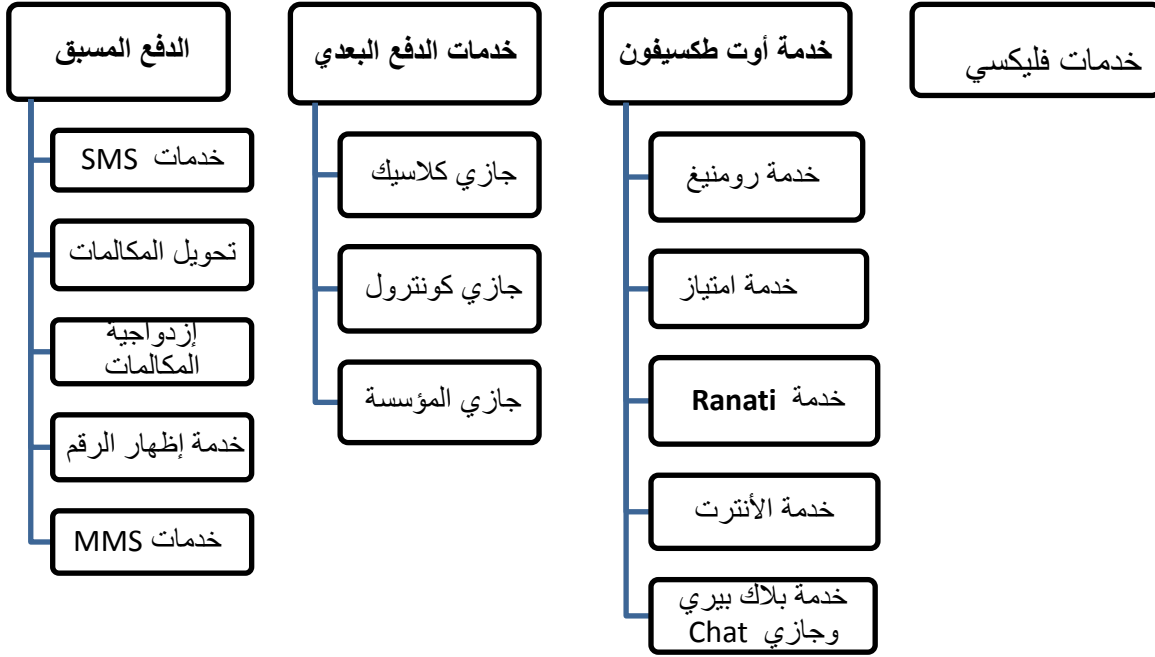 خدمات فليكسي
خدمة أوت طكسيفون
خدمة رومنيغ
خدمة امتياز
خدمة Ranati
خدمة الأنترت
خدمة بلاك بيري
وجازي Chat
خدمات الدفع البعدي
جازي كلاسيك
جازي كونترول
جازي المؤسسة
الدفع المسبق
خدمات SMS
تحويل المكالمات
إزدواجية
المكالمات
خدمة إظهار الرقم
خدمات MMS